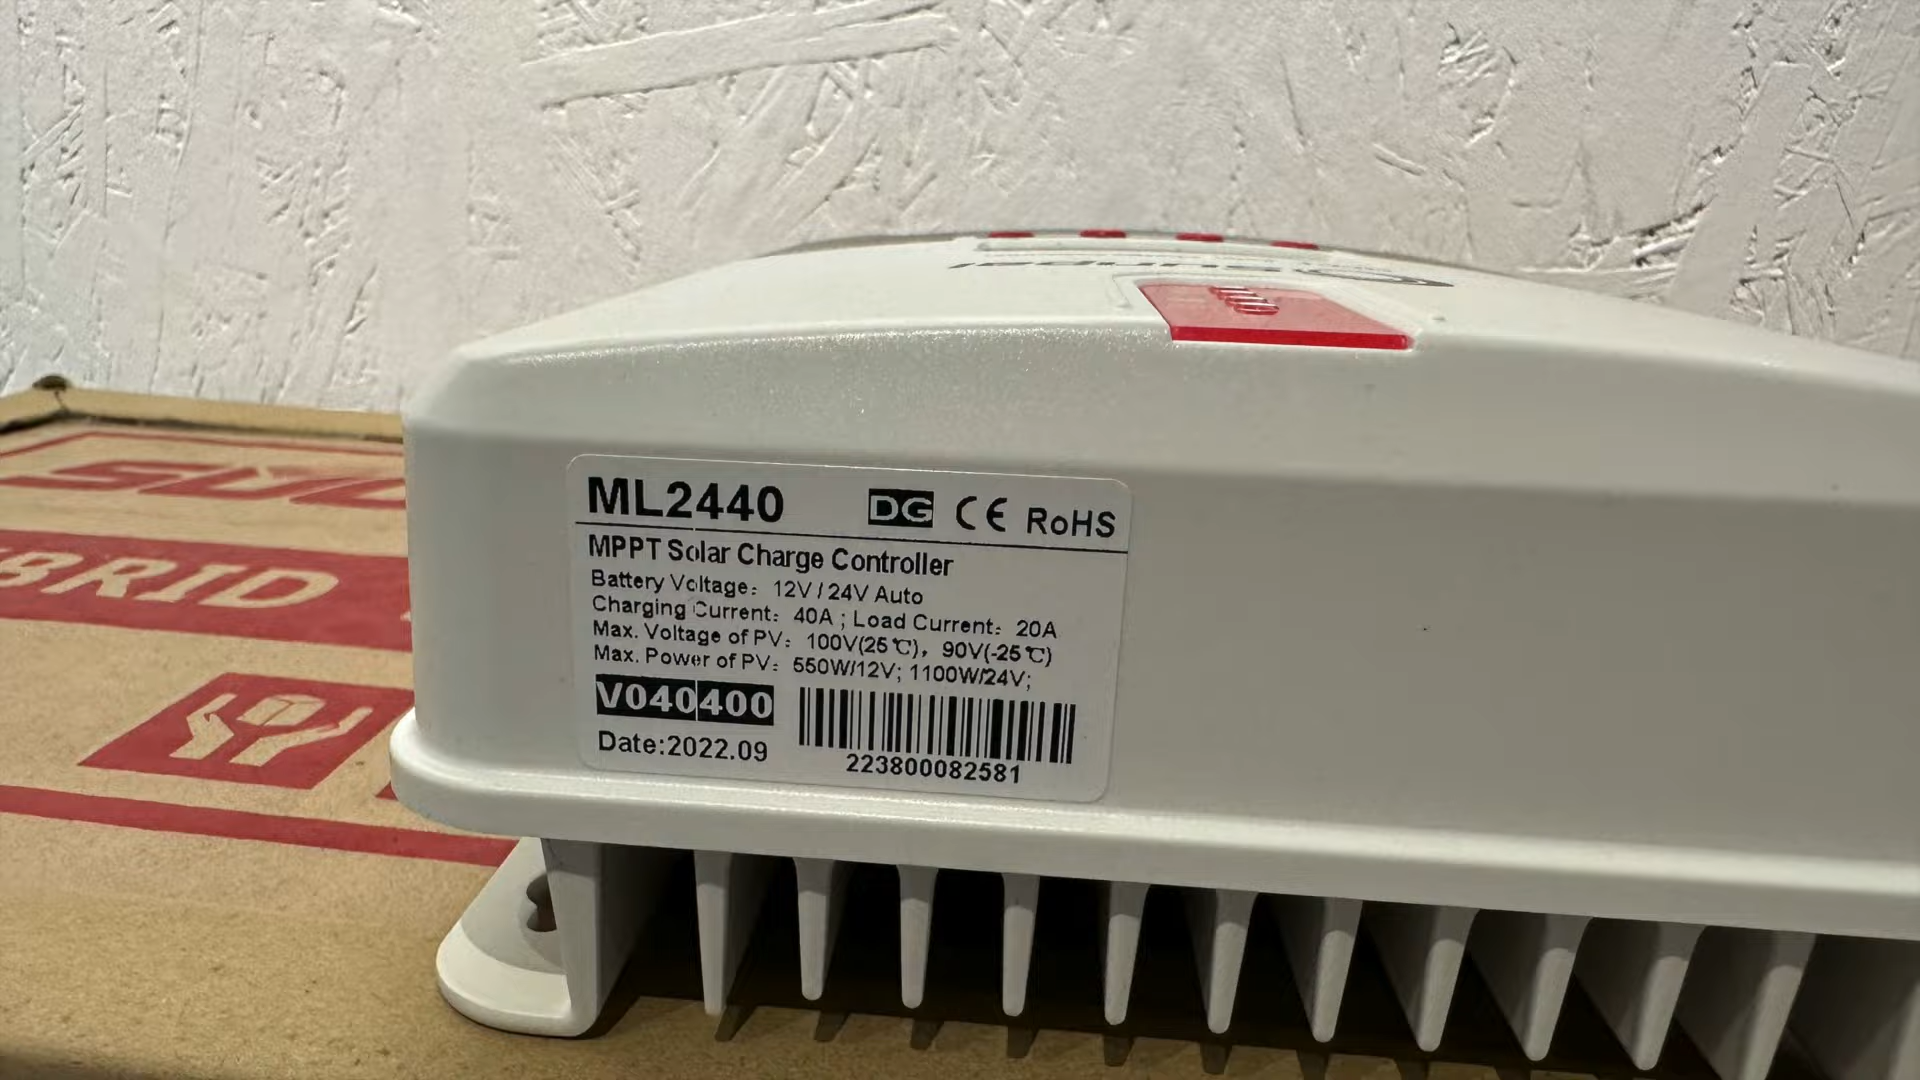 ML2440 DG CE RoHS
MPPT Solar Charge Controller
Battery Voltage: 12V / 24V Auto
Charging Current: 40A ; Load Current: 20A
Max. Voltage of PV: 100V(25℃), 90V(-25℃)
Max. Power of PV: 550W/12V; 1100W/24V;
V040400
Date:2022.09
223800082581
BRID